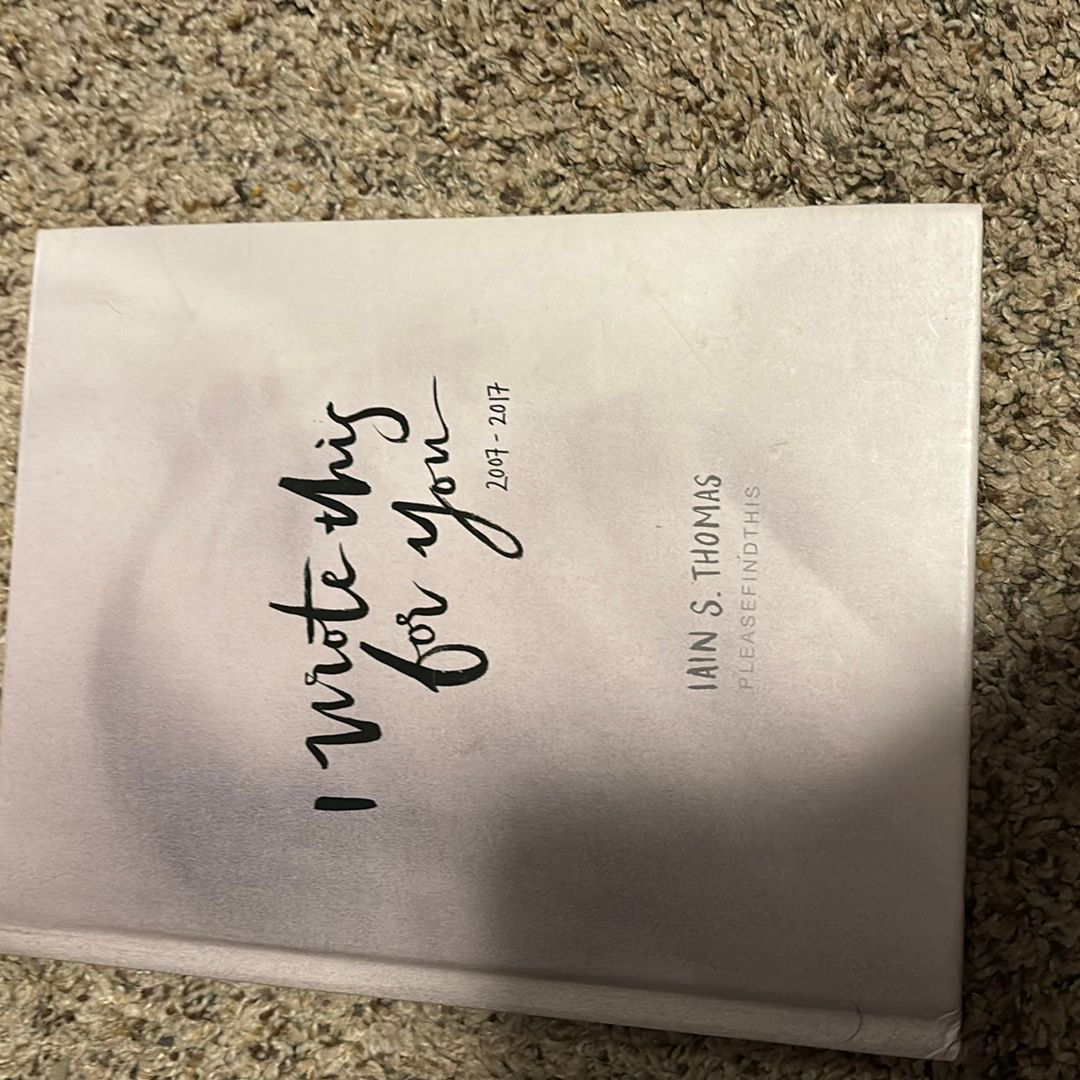 I wrote this
for you
2007 - 2017
IAIN S. THOMAS
PLEASEFINDTHIS